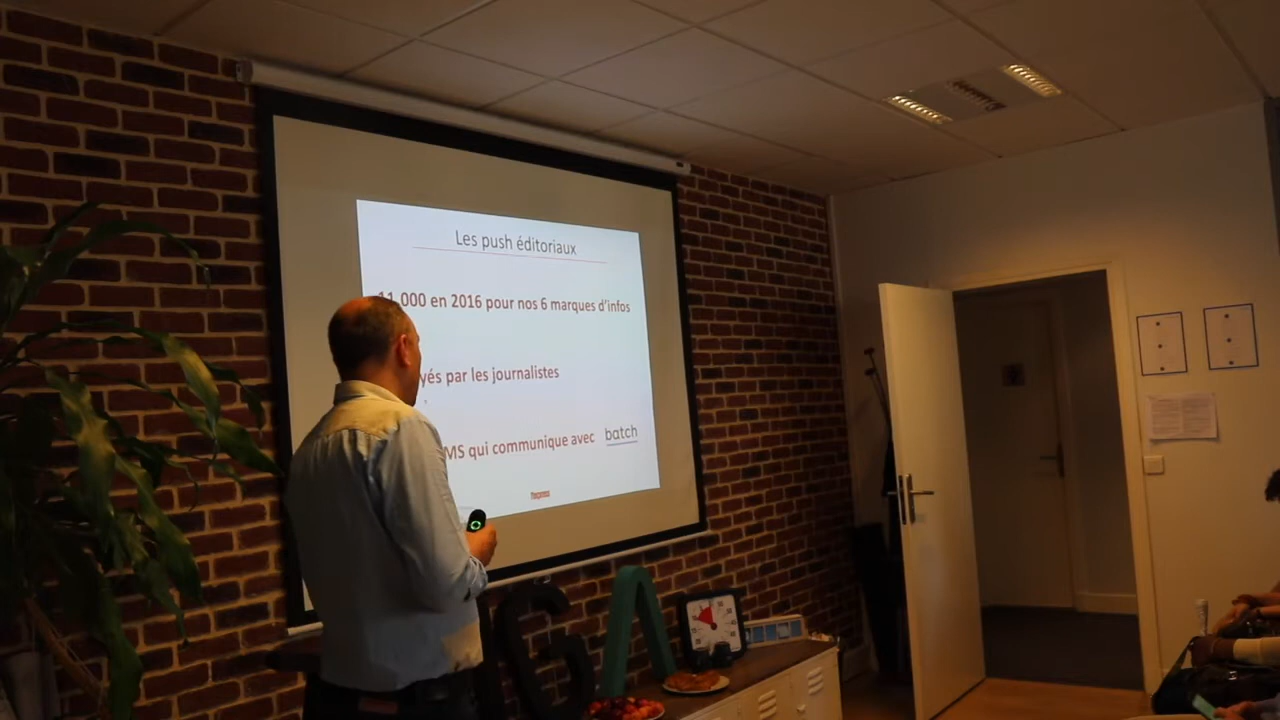 Les push éditoriaux
11 000 en 2016 pour nos 6 marques d'infos
yés par les journalistes
MS qui communique avec batch
l'express